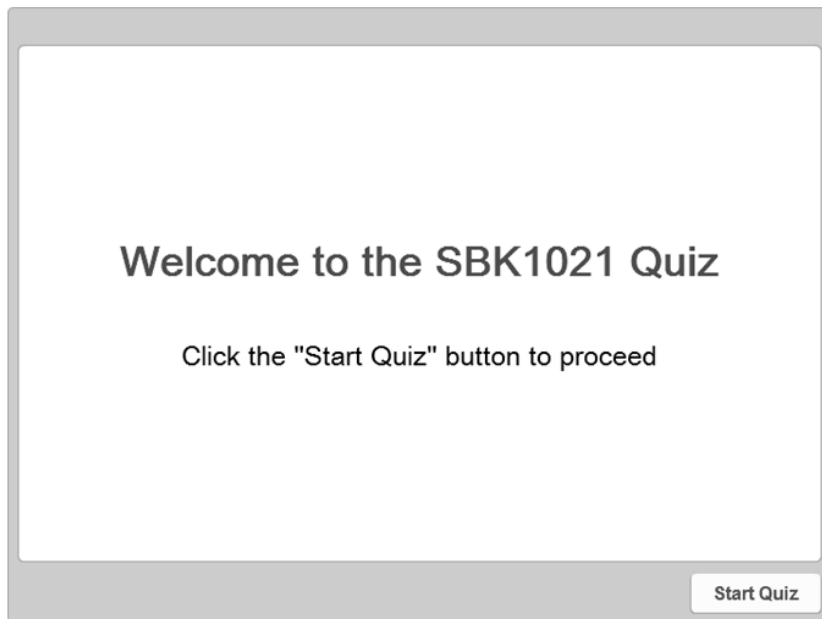 Welcome to the SBK1021 Quiz
Click the "Start Quiz" button to proceed
Start Quiz